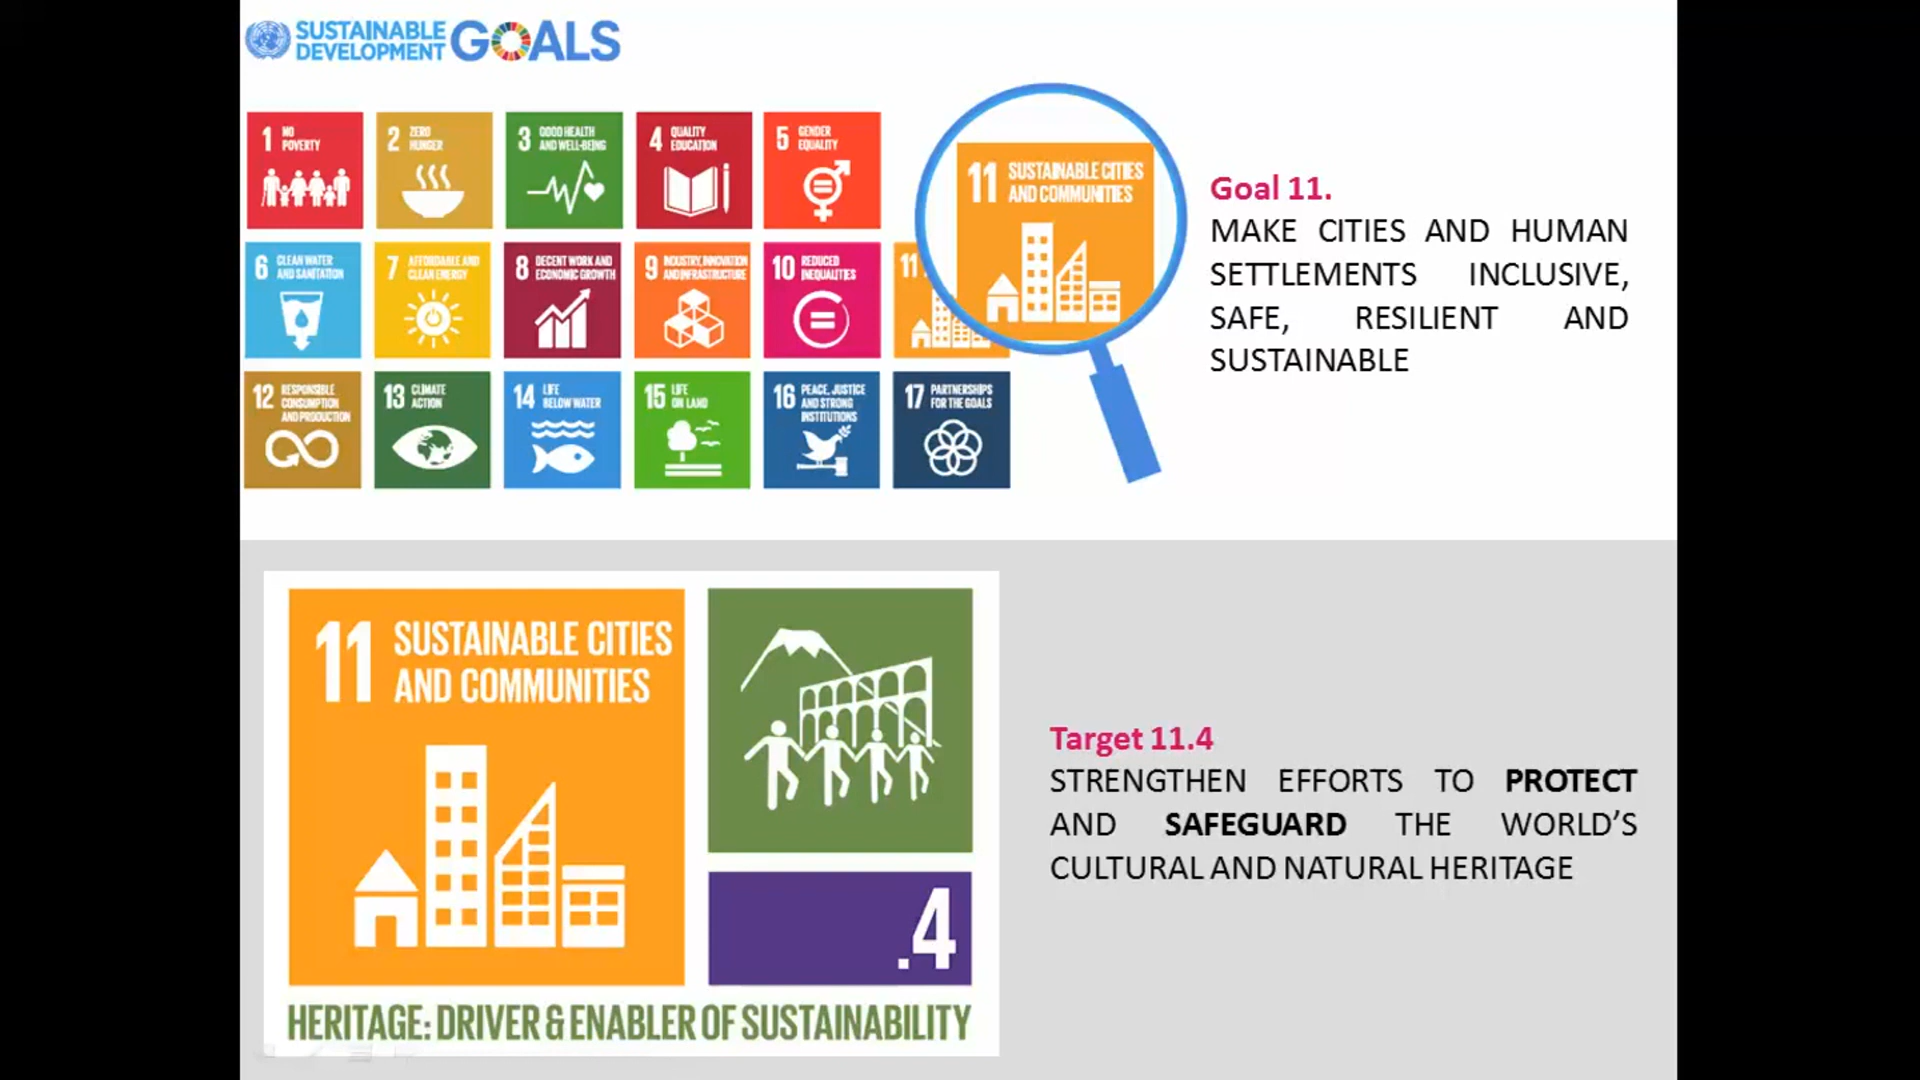 SUSTAINABLE
DEVELOPMENT
GOALS
1 NO
POVERTY
2 ZERO
HUNGER
3 GOOD HEALTH
AND WELL-BEING
4 QUALITY
EDUCATION
5 GENDER
EQUALITY
6 CLEAN WATER
AND SANITATION
7 AFFORDABLE AND
CLEAN ENERGY
8 DECENT WORK AND
ECONOMIC GROWTH
9 INDUSTRY, INNOVATION
AND INFRASTRUCTURE
10 REDUCED
INEQUALITIES
11
11 SUSTAINABLE CITIES
AND COMMUNITIES
12 RESPONSIBLE
CONSUMPTION
AND PRODUCTION
13 CLIMATE
ACTION
14 LIFE
BELOW WATER
15 LIFE
ON LAND
16 PEACE, JUSTICE
AND STRONG
INSTITUTIONS
17 PARTNERSHIPS
FOR THE GOALS
Goal 11.
MAKE CITIES AND HUMAN
SETTLEMENTS INCLUSIVE,
SAFE, RESILIENT AND
SUSTAINABLE
11 SUSTAINABLE CITIES
AND COMMUNITIES
.4
HERITAGE: DRIVER & ENABLER OF SUSTAINABILITY
Target 11.4
STRENGTHEN EFFORTS TO PROTECT
AND SAFEGUARD THE WORLD’S
CULTURAL AND NATURAL HERITAGE